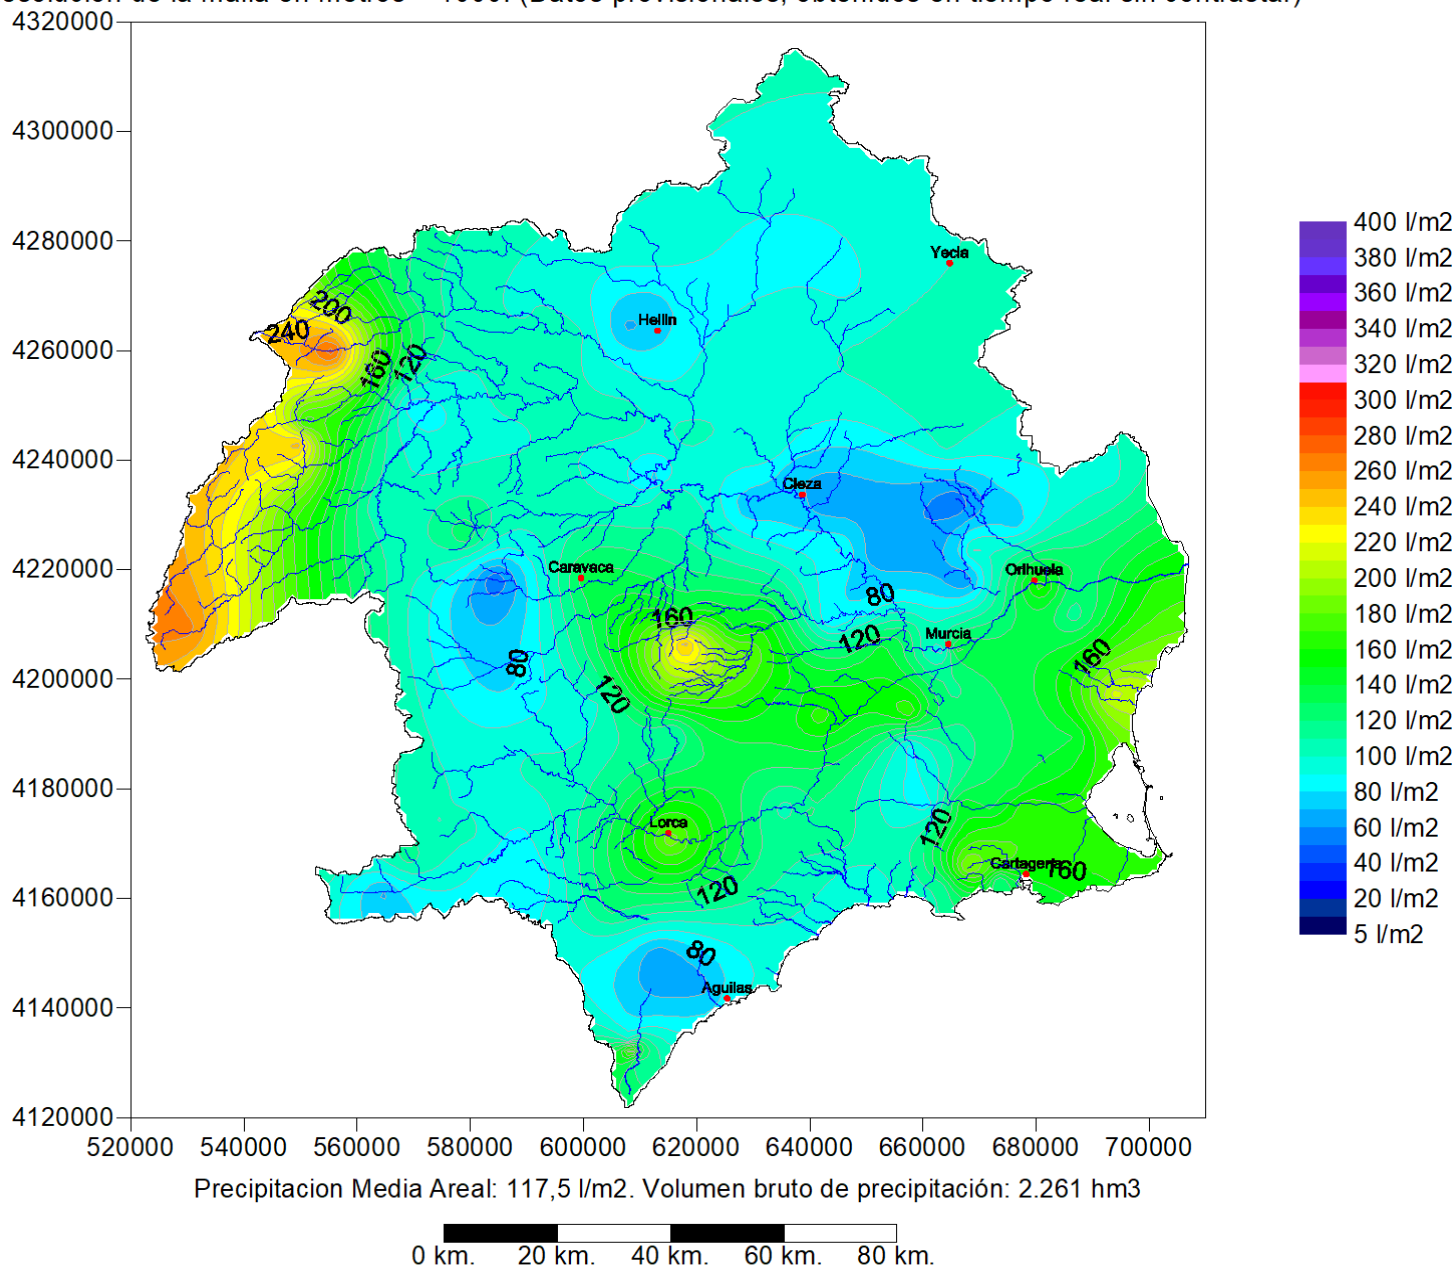 4320000
4300000
4280000
4260000
4240000
4220000
4200000
4180000
4160000
4140000
4120000
520000 540000 560000 580000 600000 620000 640000 660000 680000 700000
Yecla
Hellin
Cieza
Caravaca
Orihuela
Murcia
Lorca
Cartagena
Aguilas
200
240
160
120
80
160
120
80
120
160
120
160
120
80
400 l/m2
380 l/m2
360 l/m2
340 l/m2
320 l/m2
300 l/m2
280 l/m2
260 l/m2
240 l/m2
220 l/m2
200 l/m2
180 l/m2
160 l/m2
140 l/m2
120 l/m2
100 l/m2
80 l/m2
60 l/m2
40 l/m2
20 l/m2
5 l/m2
Precipitacion Media Areal: 117,5 l/m2. Volumen bruto de precipitación: 2.261 hm3
0 km. 20 km. 40 km. 60 km. 80 km.